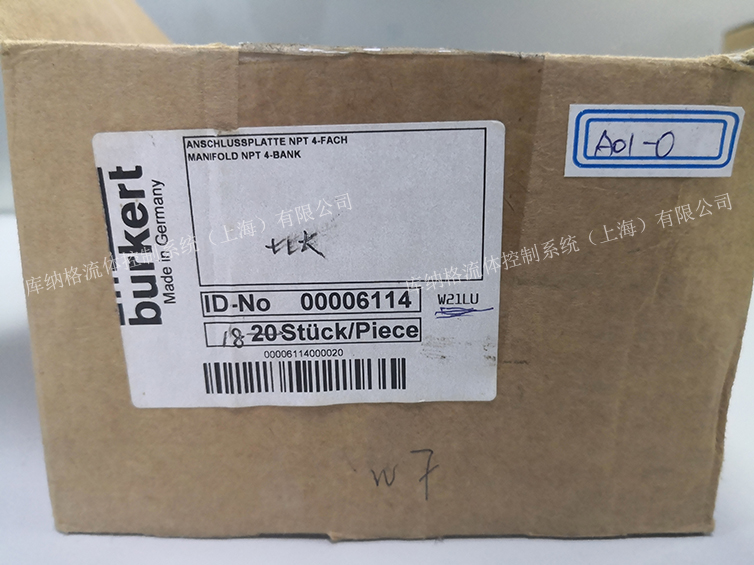 ANSCHLUSSPLATTE NPT 4-FACH
MANIFOLD NPT 4-BANK
burkert
Made in Germany
ID-No 00006114
W21LU
18 20 Stück/Piece
00006114000020
A01-0
W7
库纳格流体控制系统（上海）有限公司
库纳格流体控制系统（上海）有限公司